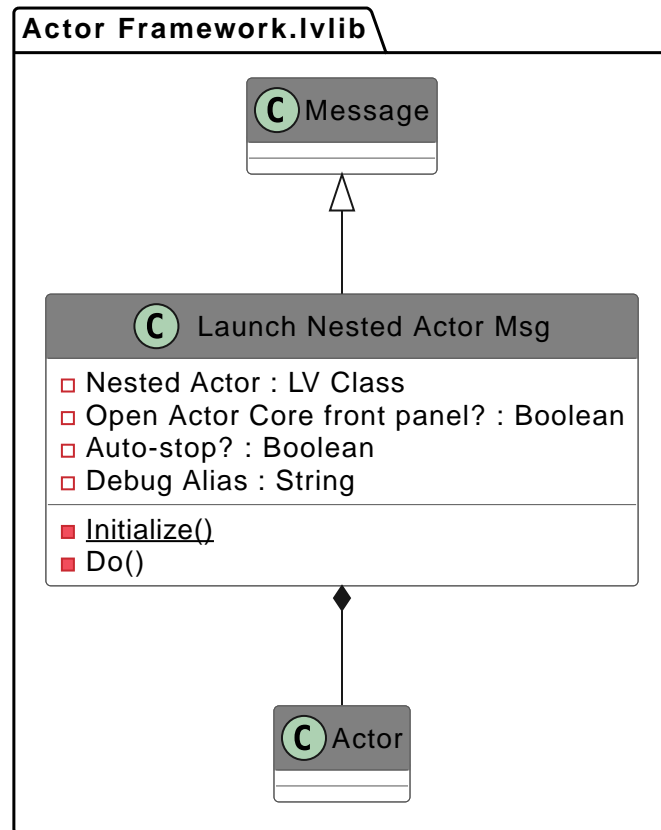 Actor Framework.lvlib
C Message
C Launch Nested Actor Msg
Nested Actor : LV Class
Open Actor Core front panel? : Boolean
Auto-stop? : Boolean
Debug Alias : String
Initialize()
Do()
C Actor